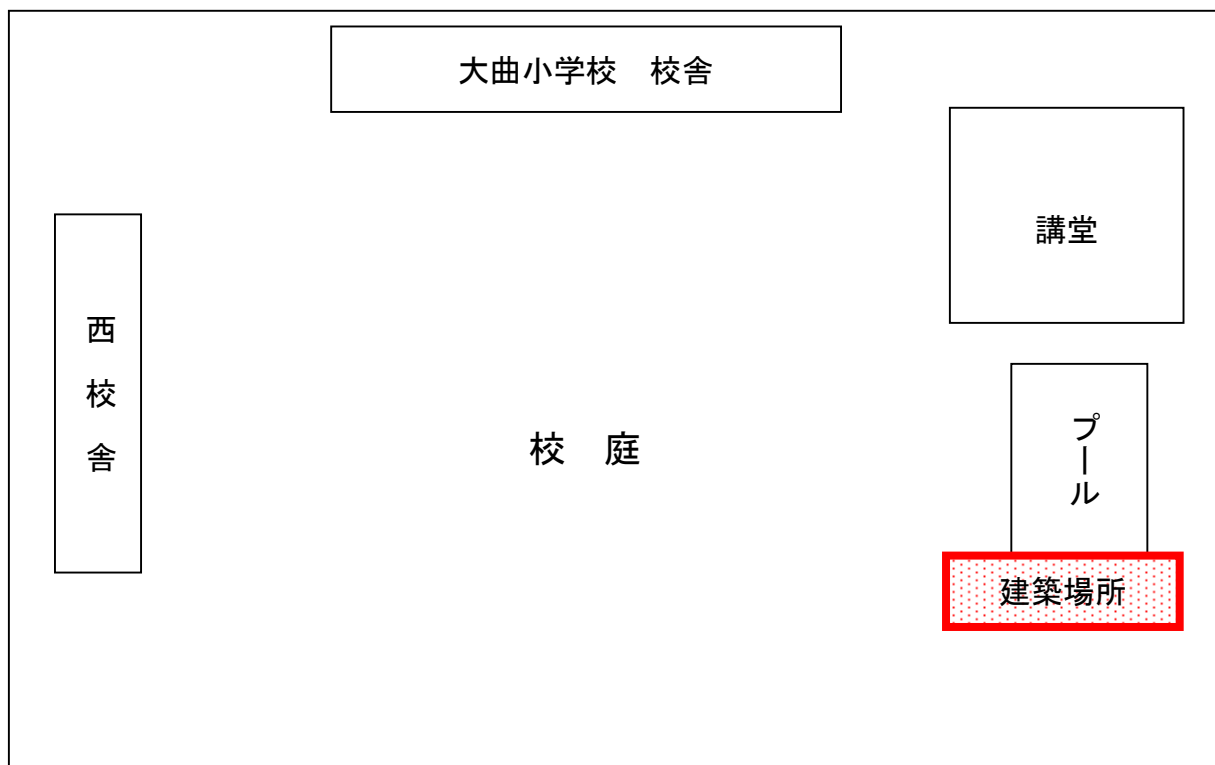 大曲小学校　校舎
講堂
西校舎
プール
校　庭
建築場所